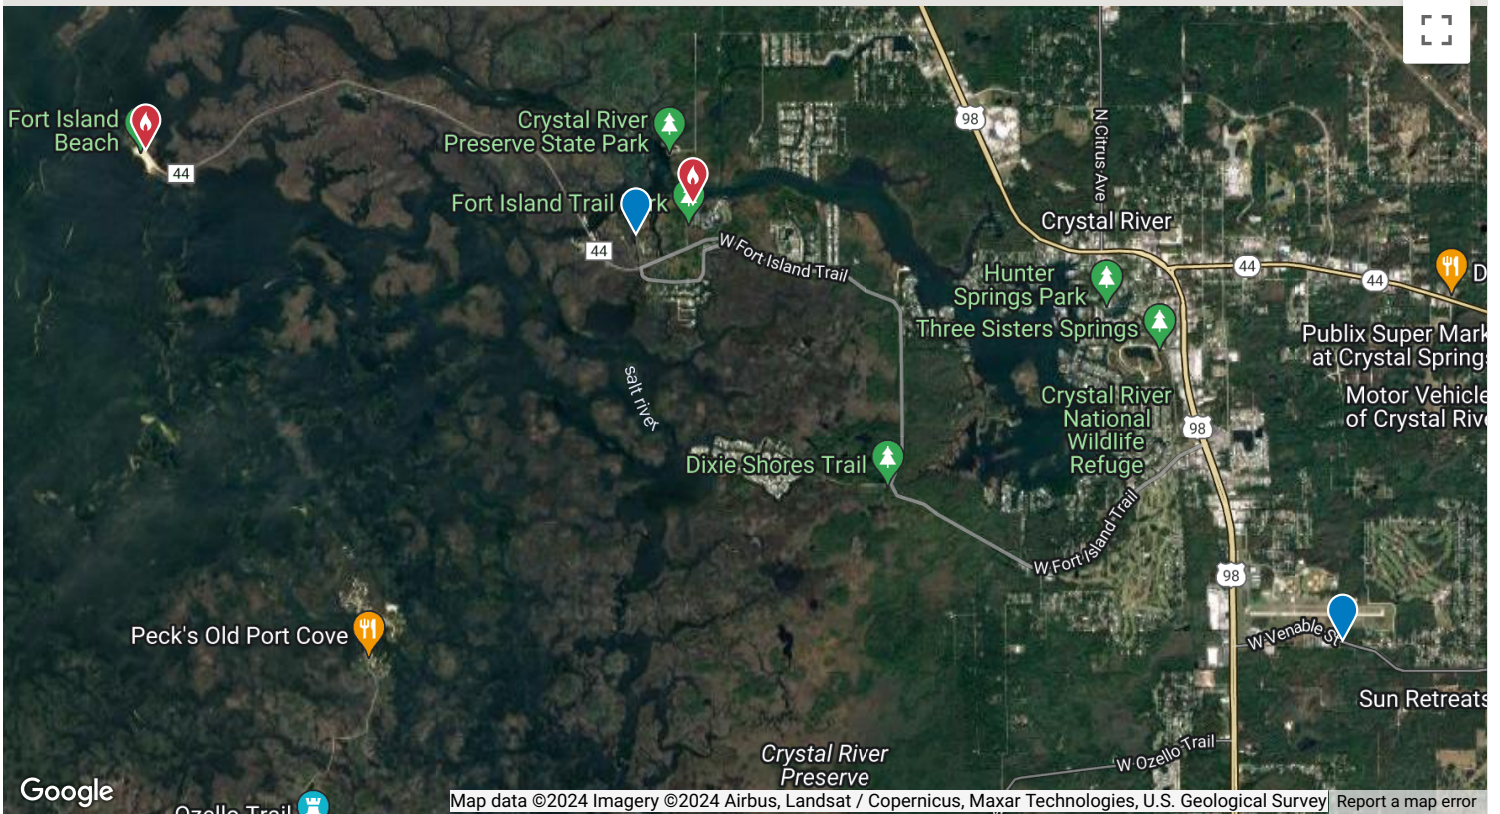 Fort Island
Beach
44
Crystal River
Preserve State Park
Fort Island Trail
44
W Fort Island Trail
98
N Citrus Ave
Crystal River
Hunter
Springs Park
Three Sisters Springs
44
44
D
Publix Super Mark
at Crystal Springs
Motor Vehicle
of Crystal Rive
Crystal River
National
Wildlife
Refuge
98
salt river
Dixie Shores Trail
W Fort Island Trail
98
W Venable St
Peck's Old Port Cove
Sun Retreats
W Ozello Trail
Crystal River
Preserve
Ozello Trail
Google
Map data ©2024 Imagery ©2024 Airbus, Landsat / Copernicus, Maxar Technologies, U.S. Geological Survey
Report a map error